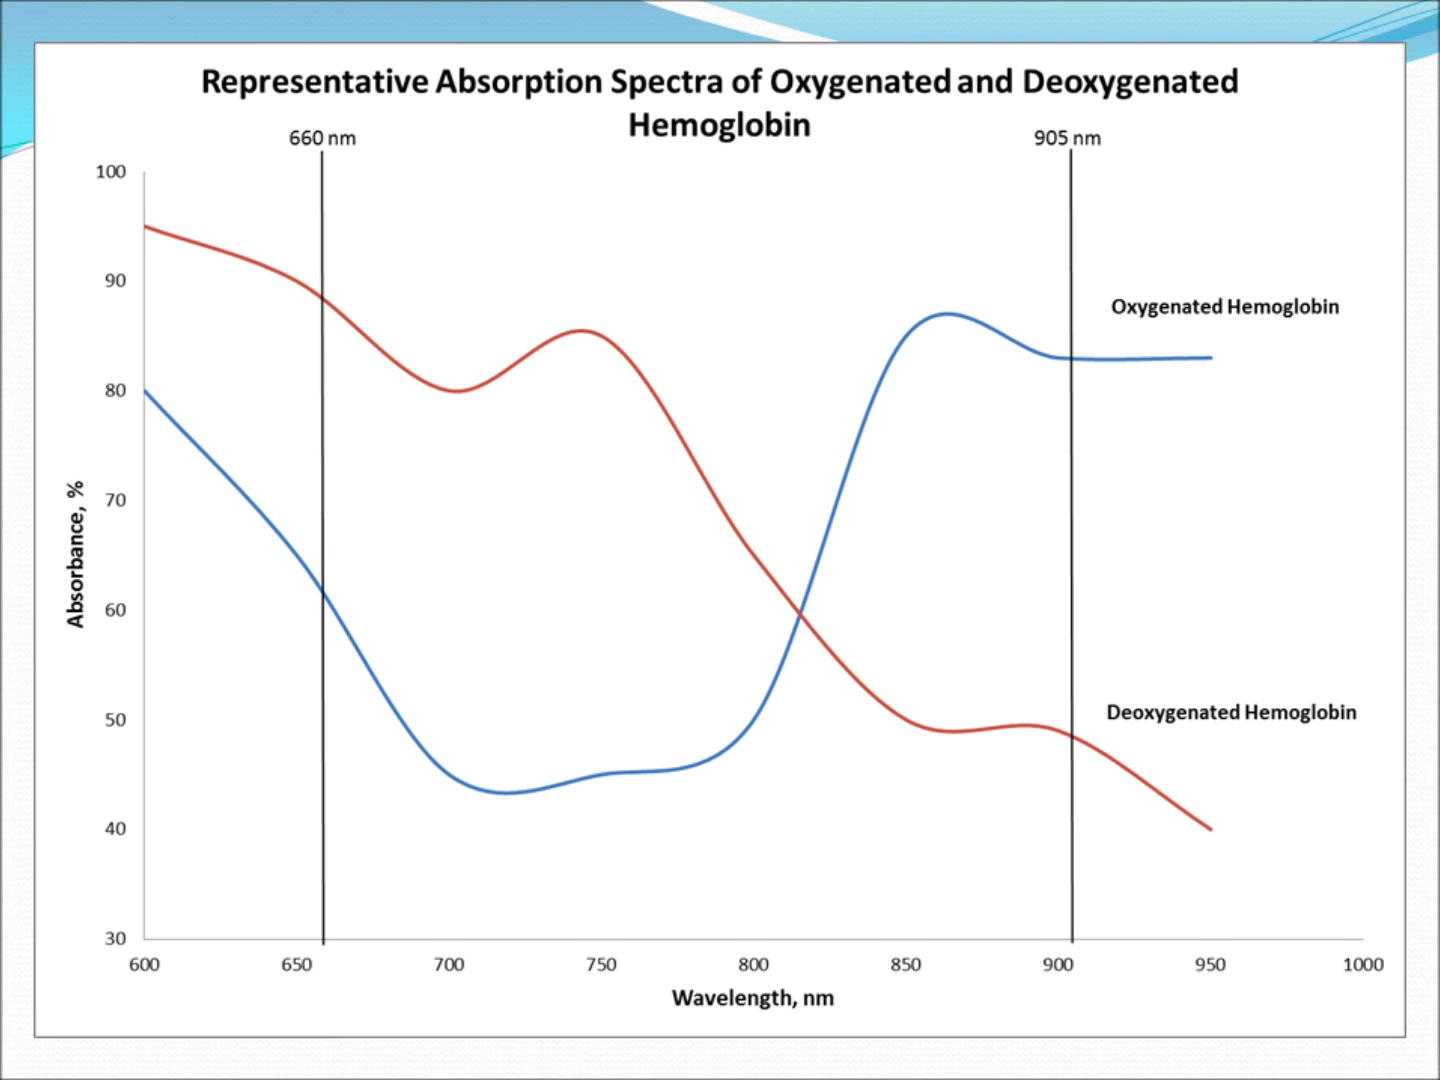 Representative Absorption Spectra of Oxygenated and Deoxygenated
Hemoglobin
660 nm
905 nm
100
90
80
70
60
50
40
30
Absorbance, %
Oxygenated Hemoglobin
Deoxygenated Hemoglobin
600 650 700 750 800 850 900 950 1000
Wavelength, nm